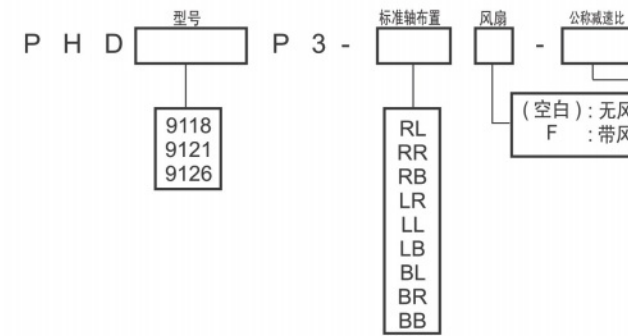 型号 标准轴布置 风扇 公称减速比
P H D P 3 - -
9118
9121
9126
RL
RR
RB
LR
LL
LB
BL
BR
BB
(空白):无风
F :带风